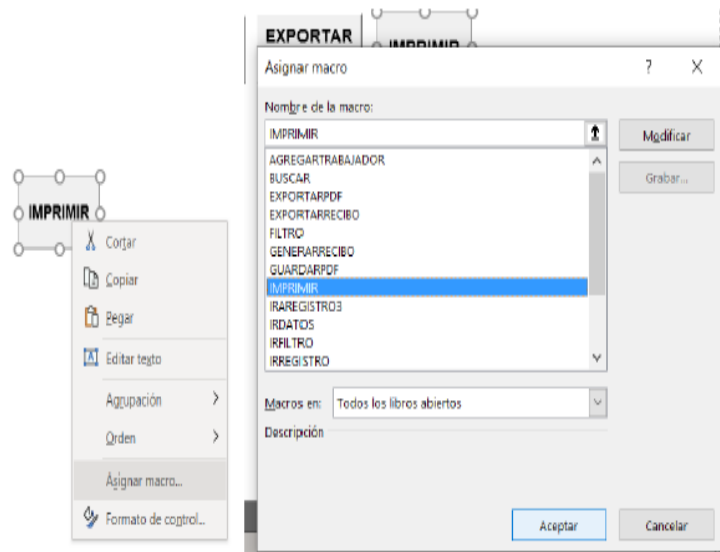 IMPRIMIR
Cortar
Copiar
Pegar
Editar texto
Agrupación
Orden
Asignar macro...
Formato de control...
EXPORTAR
IMPRIMIR
Asignar macro
?
Nombre de la macro:
IMPRIMIR
Modificar
Grabar...
AGREGARTRABAJADOR
BUSCAR
EXPORTARPDF
EXPORTARRECIBO
FILTRO
GENERARRECIBO
GUARDARPDF
IMPRIMIR
IRAREGISTRO3
IRDATOS
IRFILTRO
IRREGISTRO
Macros en: Todos los libros abiertos
Descripción
Aceptar
Cancelar